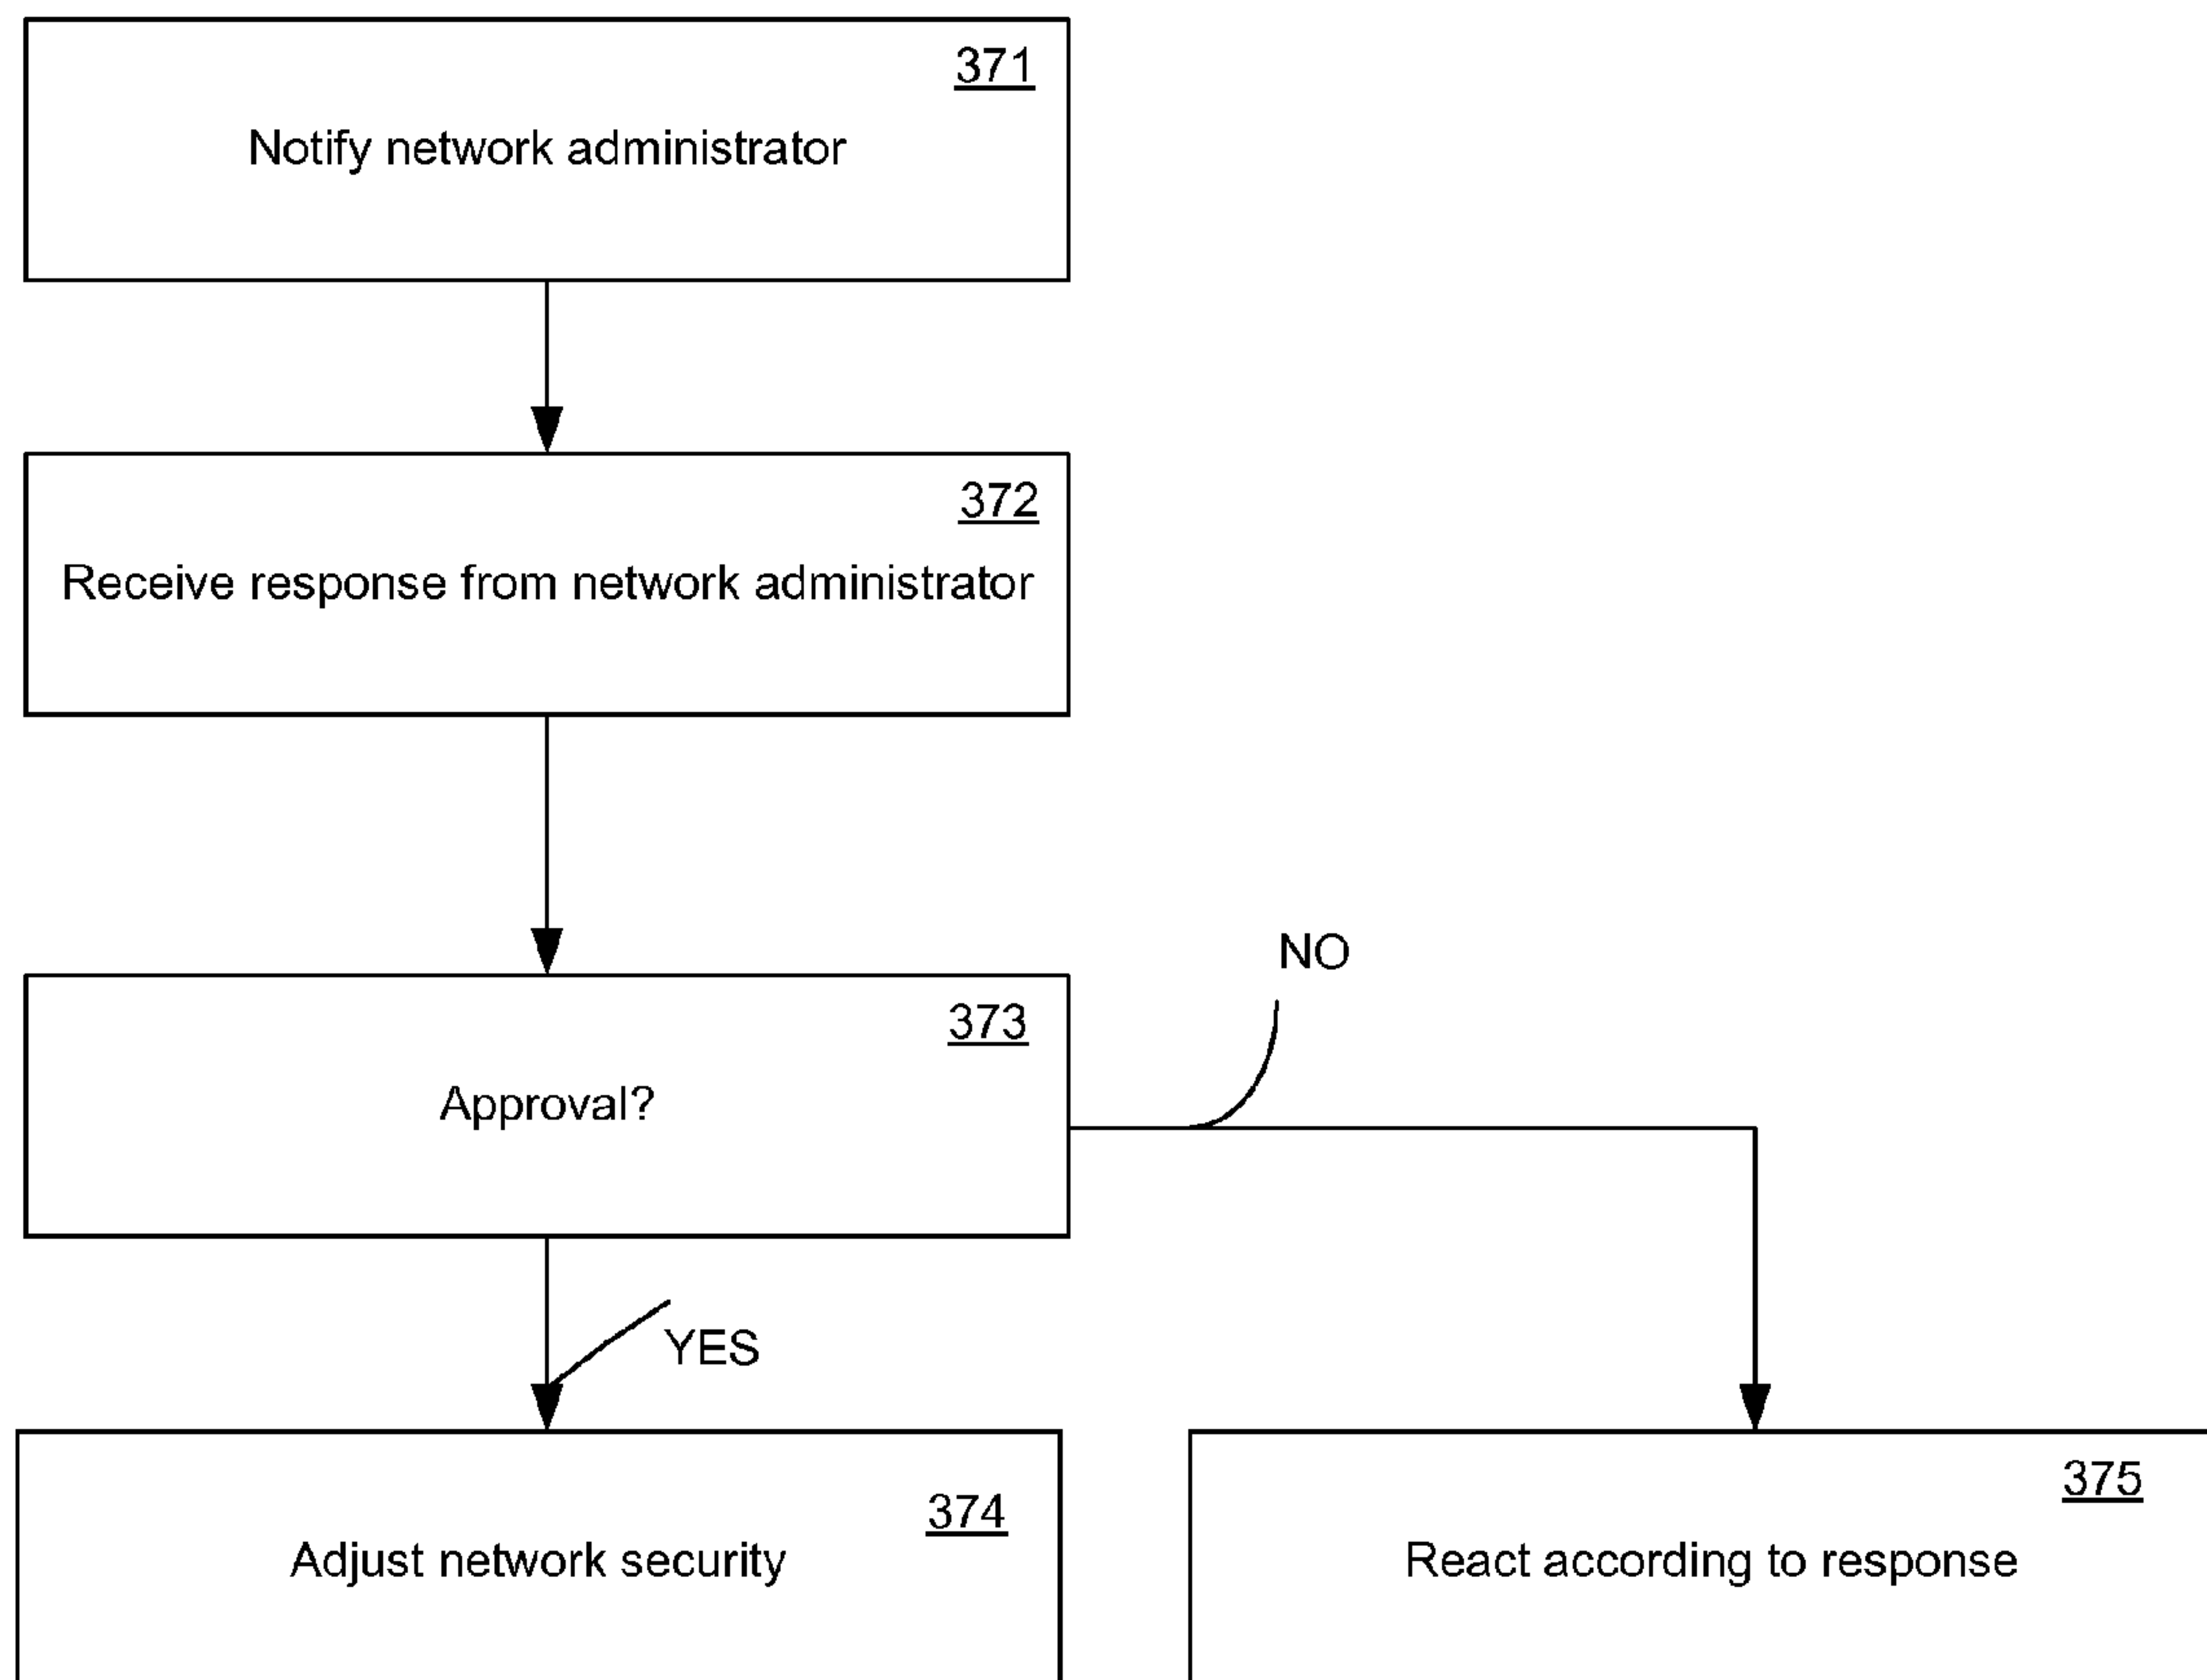 371
Notify network administrator
372
Receive response from network administrator
373
Approval?
NO
YES
374
Adjust network security
375
React according to response